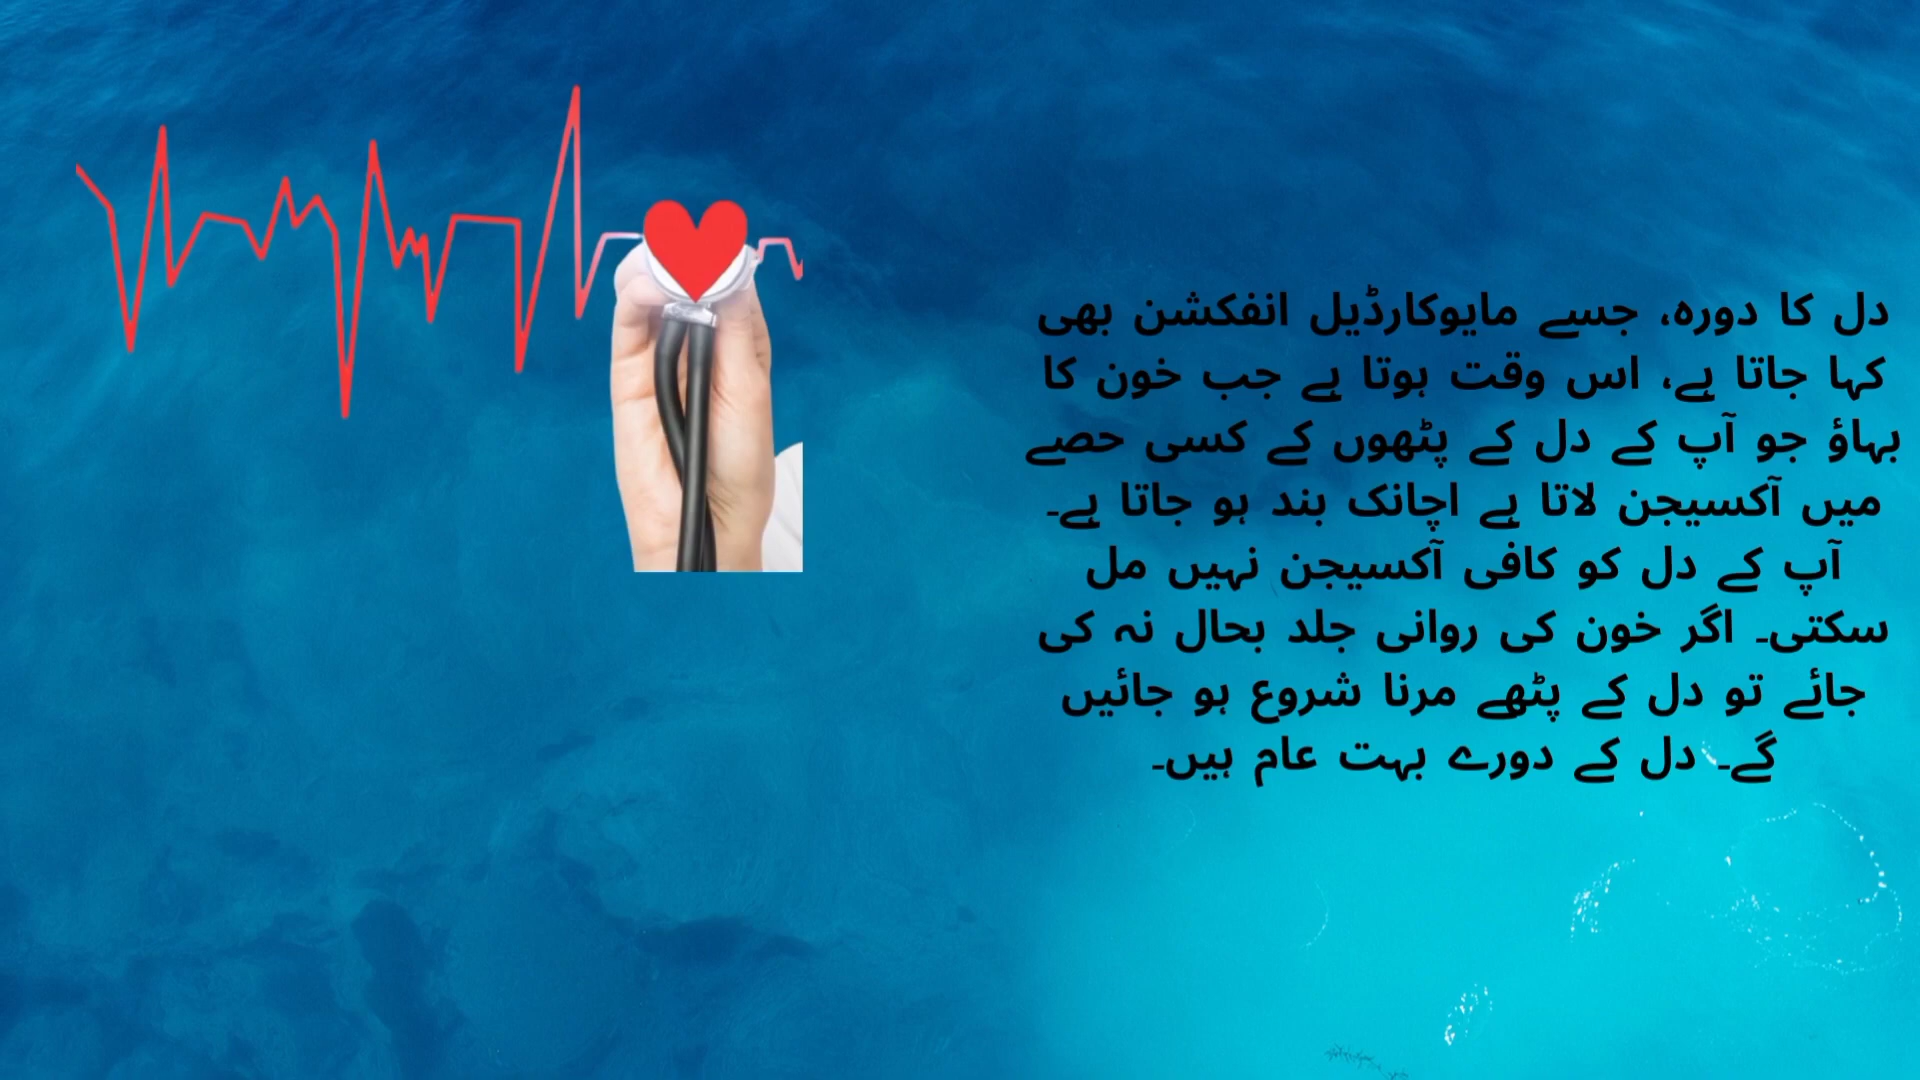 دل کا دورہ، جسے مایوکارڈیل انفکشن بھی
کہا جاتا ہے، اس وقت ہوتا ہے جب خون کا
بہاؤ جو آپ کے دل کے پٹھوں کے کسی حصے
میں آکسیجن لاتا ہے اچانک بند ہو جاتا ہے۔
آپ کے دل کو کافی آکسیجن نہیں مل
سکتی۔ اگر خون کی روانی جلد بحال نہ کی
جائے تو دل کے پٹھے مرنا شروع ہو جائیں
گے۔ دل کے دورے بہت عام ہیں۔